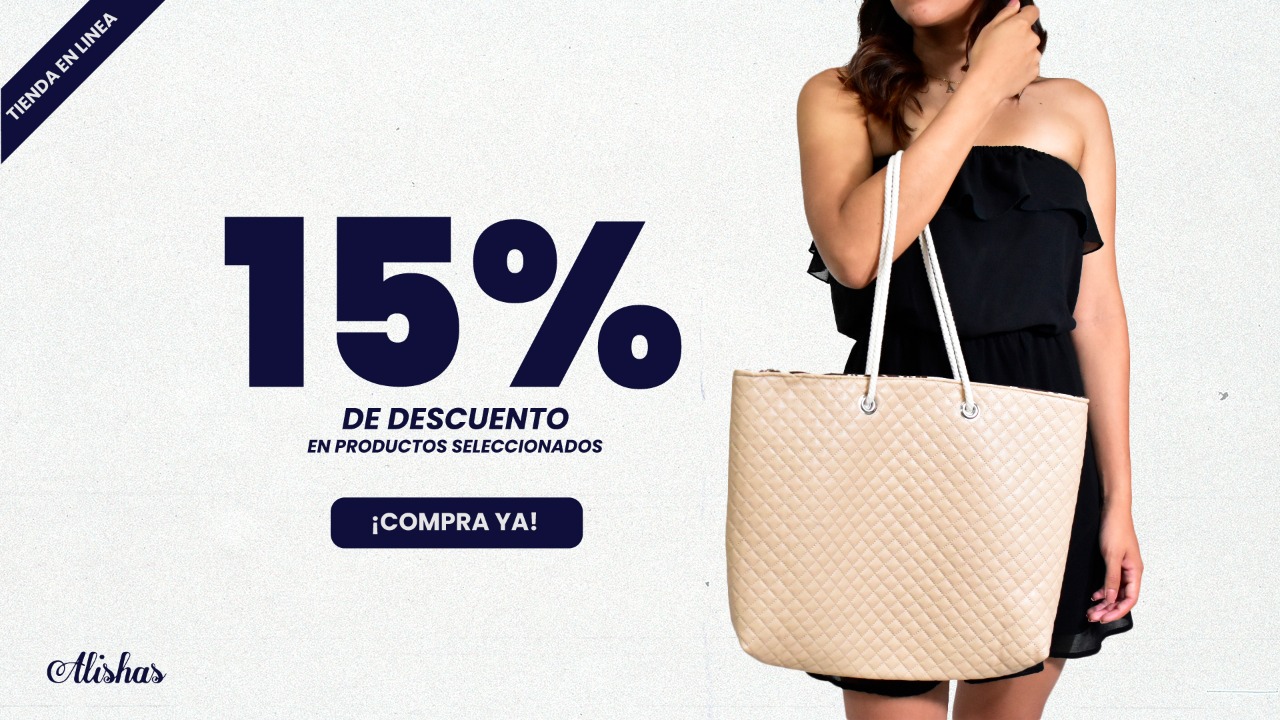 TIENDA EN LINEA
15%
DE DESCUENTO
EN PRODUCTOS SELECCIONADOS
¡COMPRA YA!
Alishas